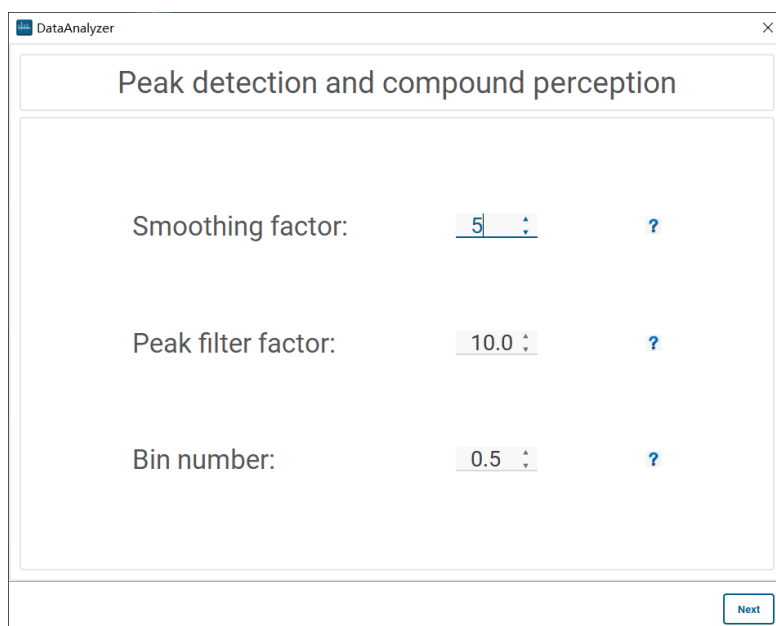 DataAnalyzer
Peak detection and compound perception
Smoothing factor: 5 ?
Peak filter factor: 10.0 ?
Bin number: 0.5 ?
Next